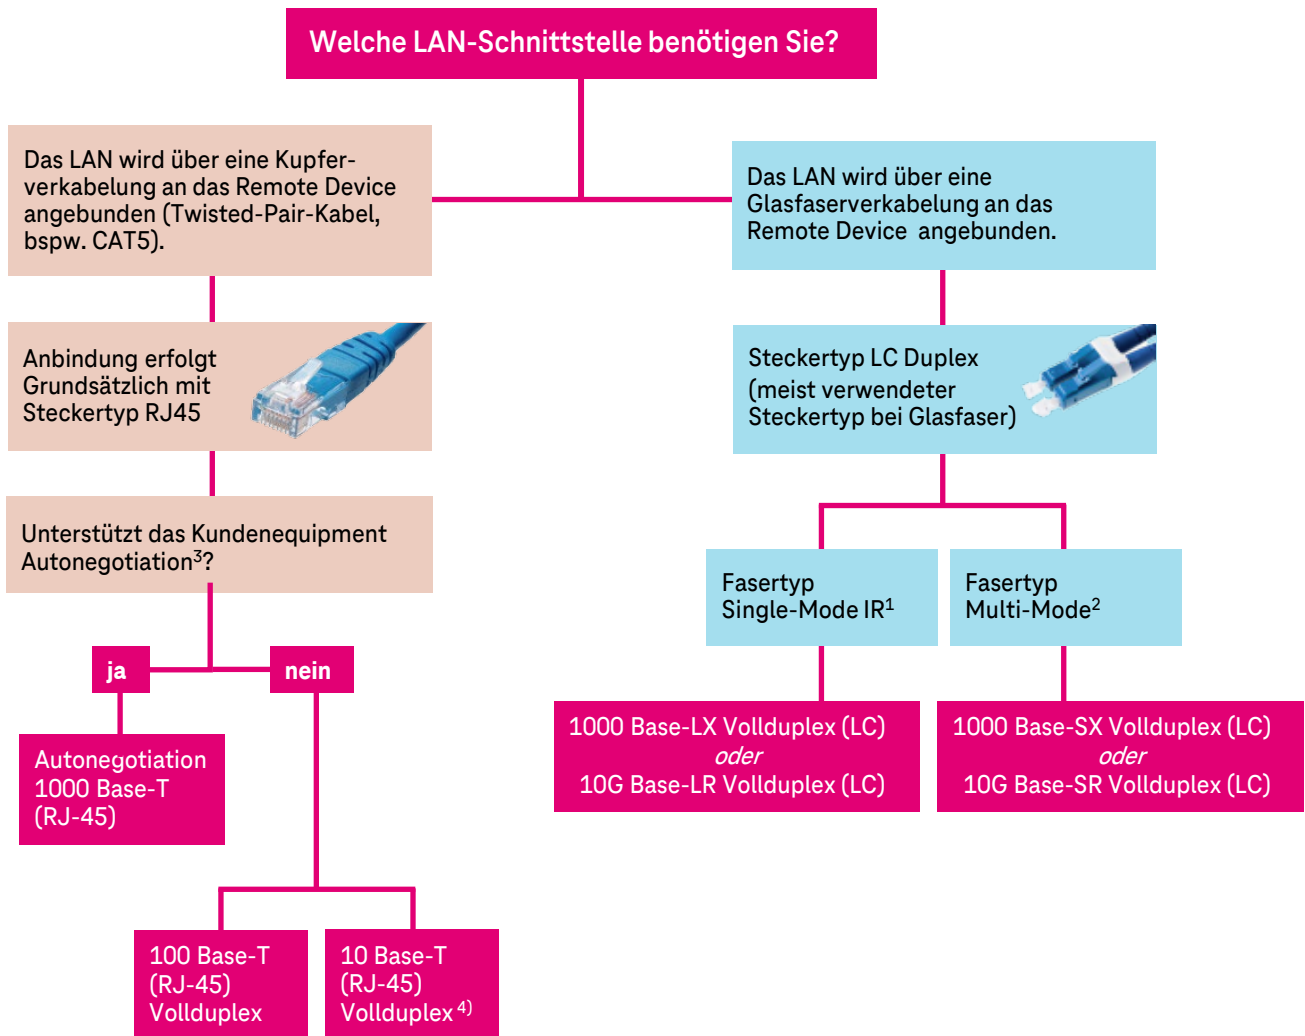 Welche LAN-Schnittstelle benötigen Sie?
Das LAN wird über eine Kupfer-
verkabelung an das Remote Device
angebunden (Twisted-Pair-Kabel,
bspw. CAT5).
Das LAN wird über eine
Glasfaserverkabelung an das
Remote Device angebunden.
Anbindung erfolgt
Grundsätzlich mit
Steckertyp RJ45
Steckertyp LC Duplex
(meist verwendeter
Steckertyp bei Glasfaser)
Unterstützt das Kundenequipment
Autonegotiation³?
Fasertyp
Single-Mode IR¹
Fasertyp
Multi-Mode²
ja
nein
1000 Base-LX Vollduplex (LC)
oder
10G Base-LR Vollduplex (LC)
1000 Base-SX Vollduplex (LC)
oder
10G Base-SR Vollduplex (LC)
Autonegotiation
1000 Base-T
(RJ-45)
100 Base-T
(RJ-45)
Vollduplex
10 Base-T
(RJ-45)
Vollduplex ⁴⁾